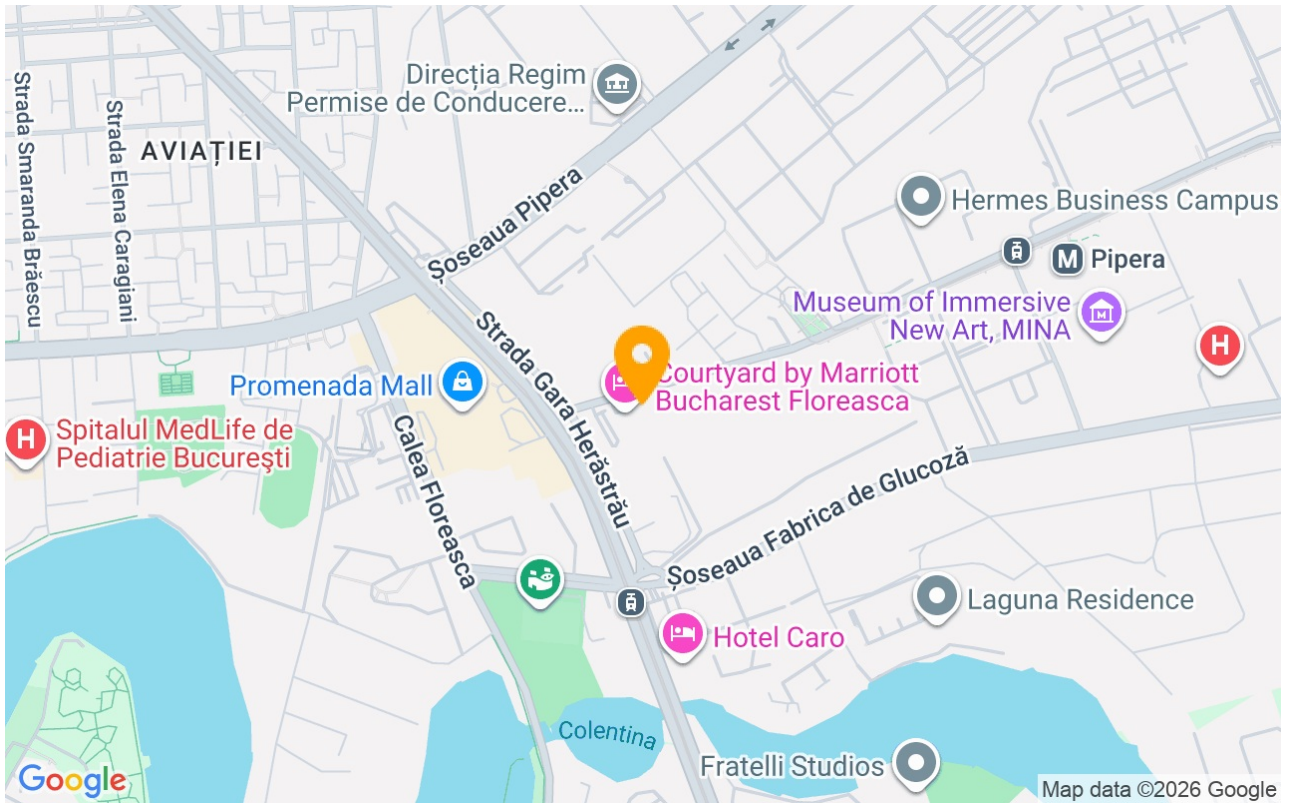 Direcția Regim
Permise de Conducere...
Strada Smaranda Brăescu
Strada Elena Caragiani
AVIAȚIEI
Șoseaua Pipera
Hermes Business Campus
M Pipera
Museum of Immersive
New Art, MINA
H
Strada Gara Herăstrău
Promenada Mall
Courtyard by Marriott
Bucharest Floreasca
H
Spitalul MedLife de
Pediatrie București
Calea Floreasca
Șoseaua Fabrica de Glucoză
Laguna Residence
Hotel Caro
Colentina
Fratelli Studios
Google
Map data ©2026 Google